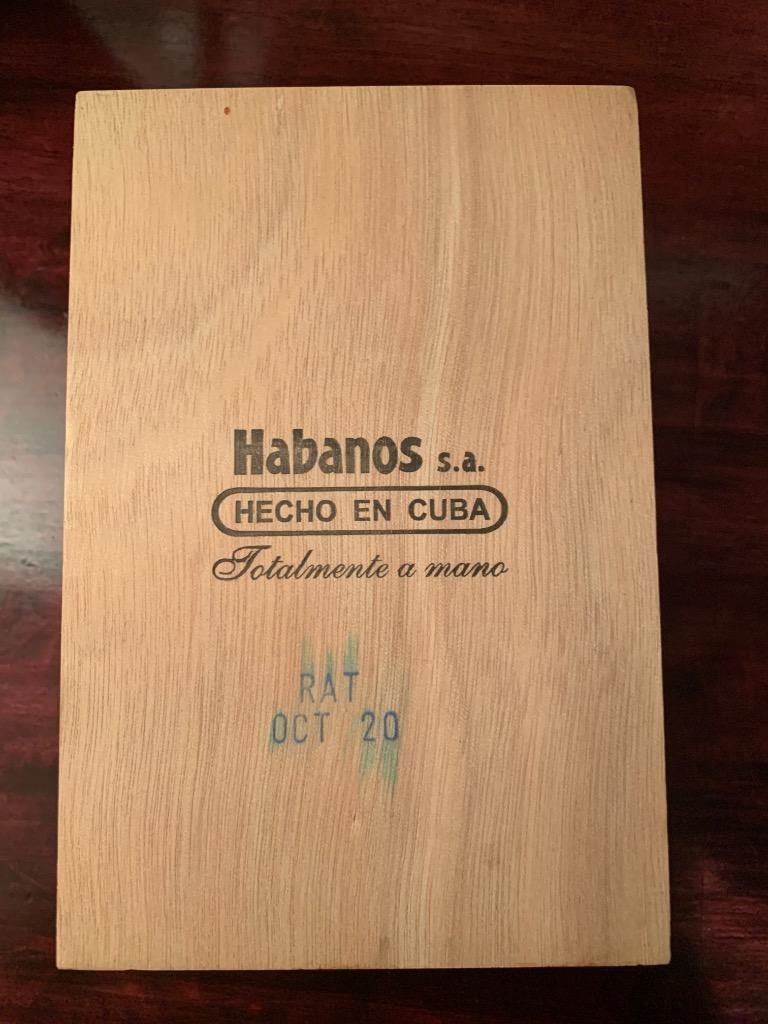 Habanos s.a.
HECHO EN CUBA
Totalmente a mano
RAT
OCT 20